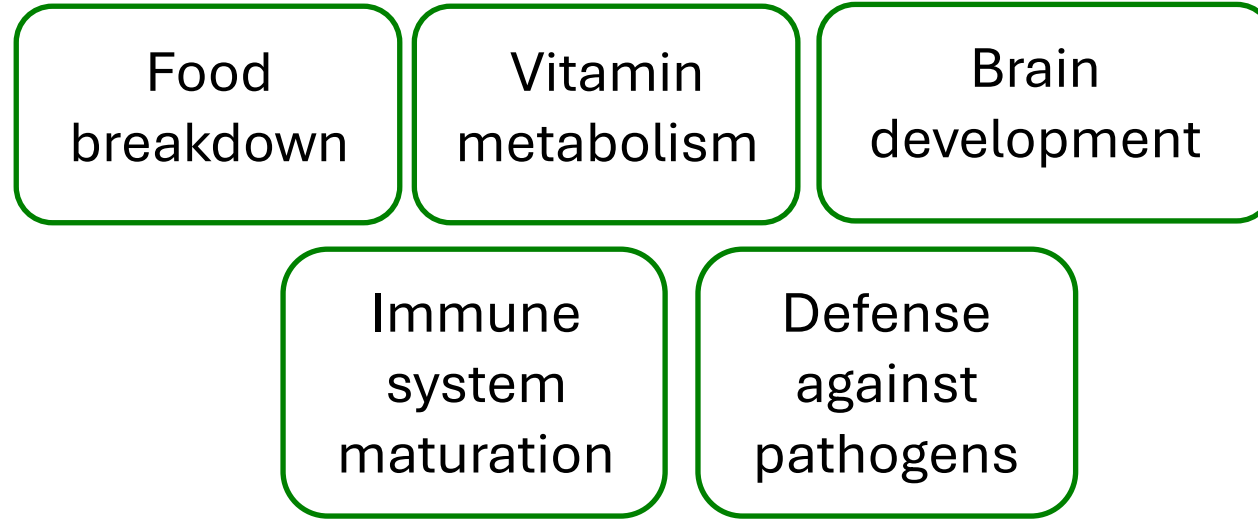 Food
breakdown
Vitamin
metabolism
Brain
development
Immune
system
maturation
Defense
against
pathogens